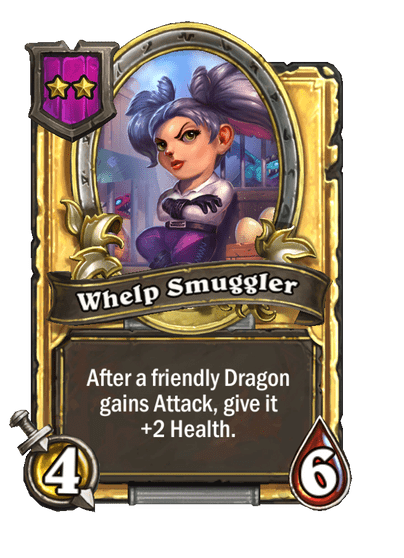 Whelp Smuggler
After a friendly Dragon
gains Attack, give it
+2 Health.
4
6